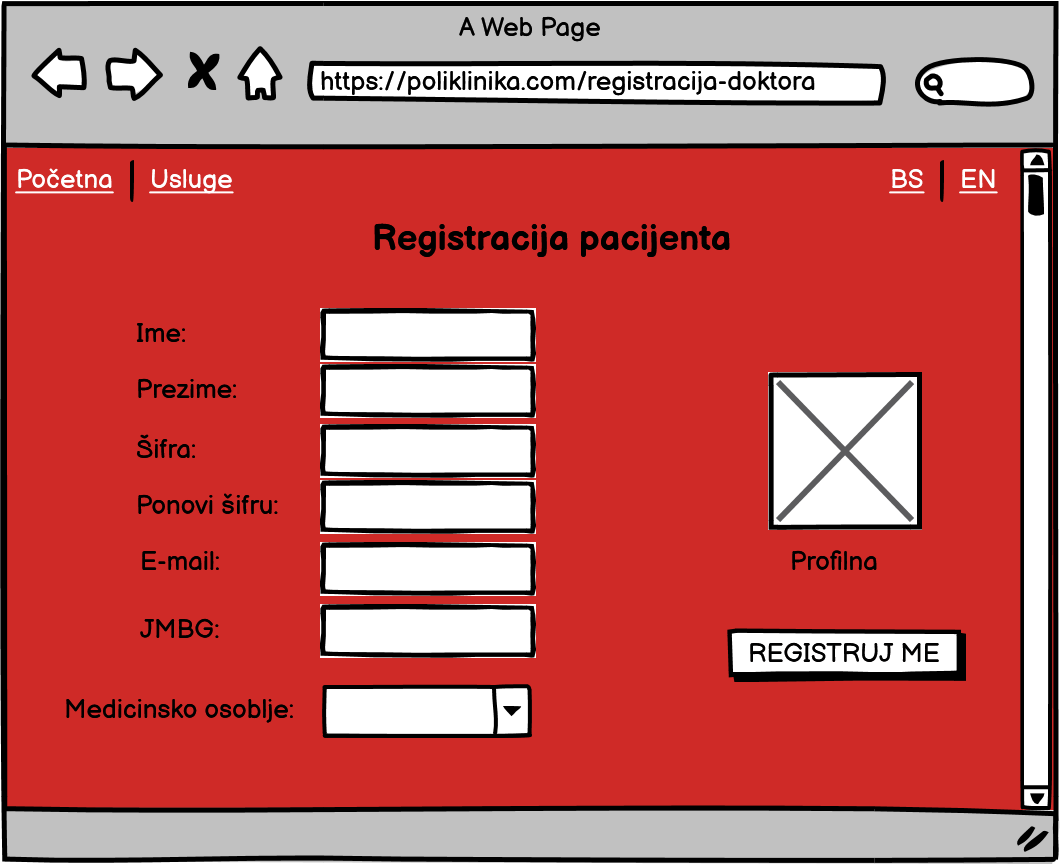 A Web Page
https://poliklinika.com/registracija-doktora
Početna Usluge BS EN
Registracija pacijenta
Ime:
Prezime:
Šifra:
Ponovi šifru:
E-mail:
Profilna
JMBG:
REGISTRUJ ME
Medicinsko osoblje: